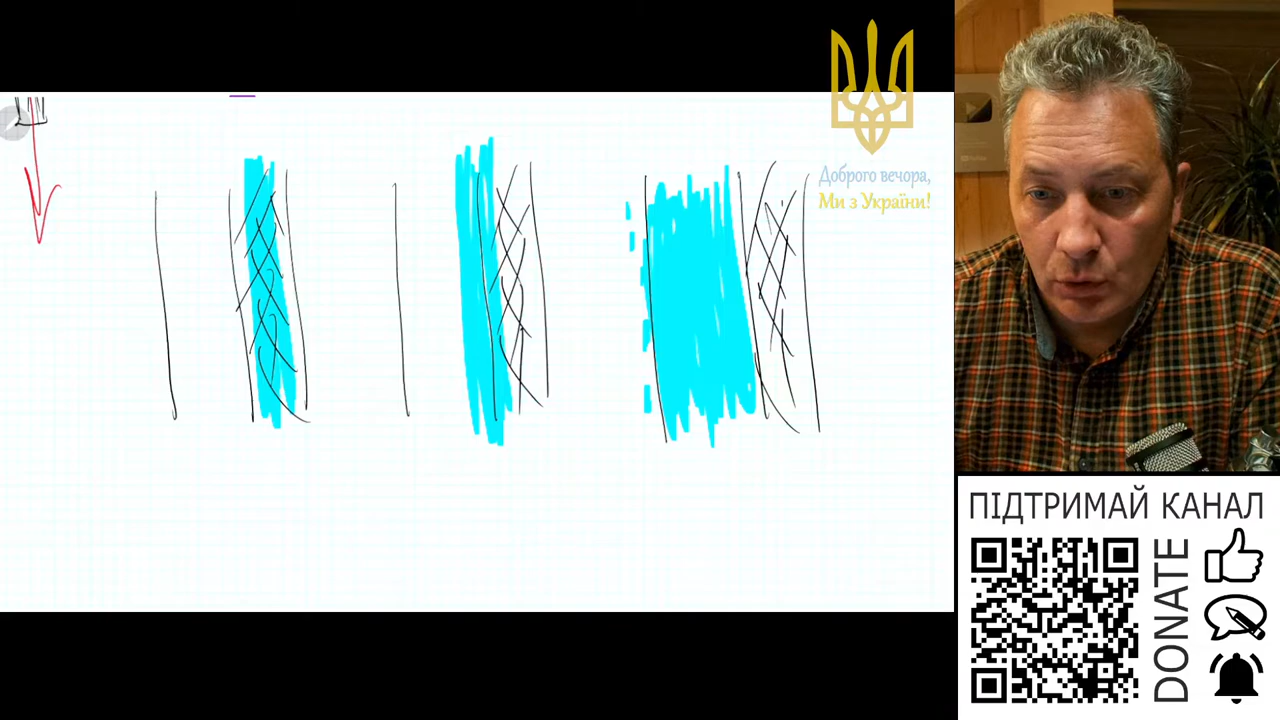 Доброго вечора,
Ми з України!
ПІДТРИМАЙ КАНАЛ
DONATE